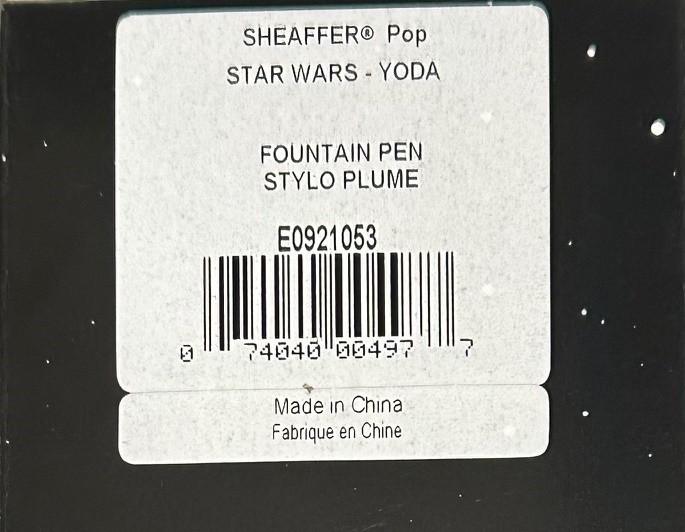 SHEAFFER® Pop
STAR WARS - YODA
FOUNTAIN PEN
STYLO PLUME
E0921053
0 74040 00497 7
Made in China
Fabrique en Chine